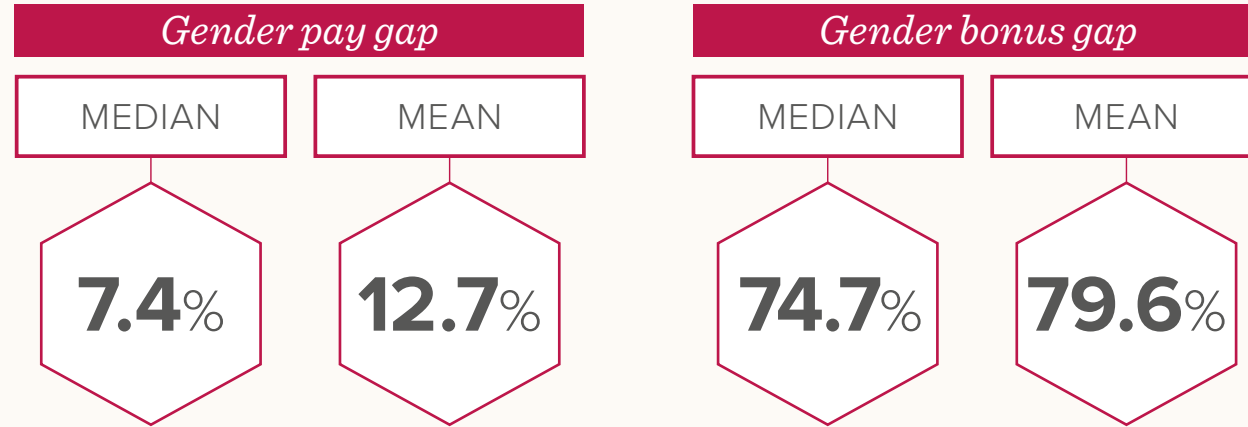 Gender pay gap
MEDIAN
MEAN
7.4%
12.7%
Gender bonus gap
MEDIAN
MEAN
74.7%
79.6%